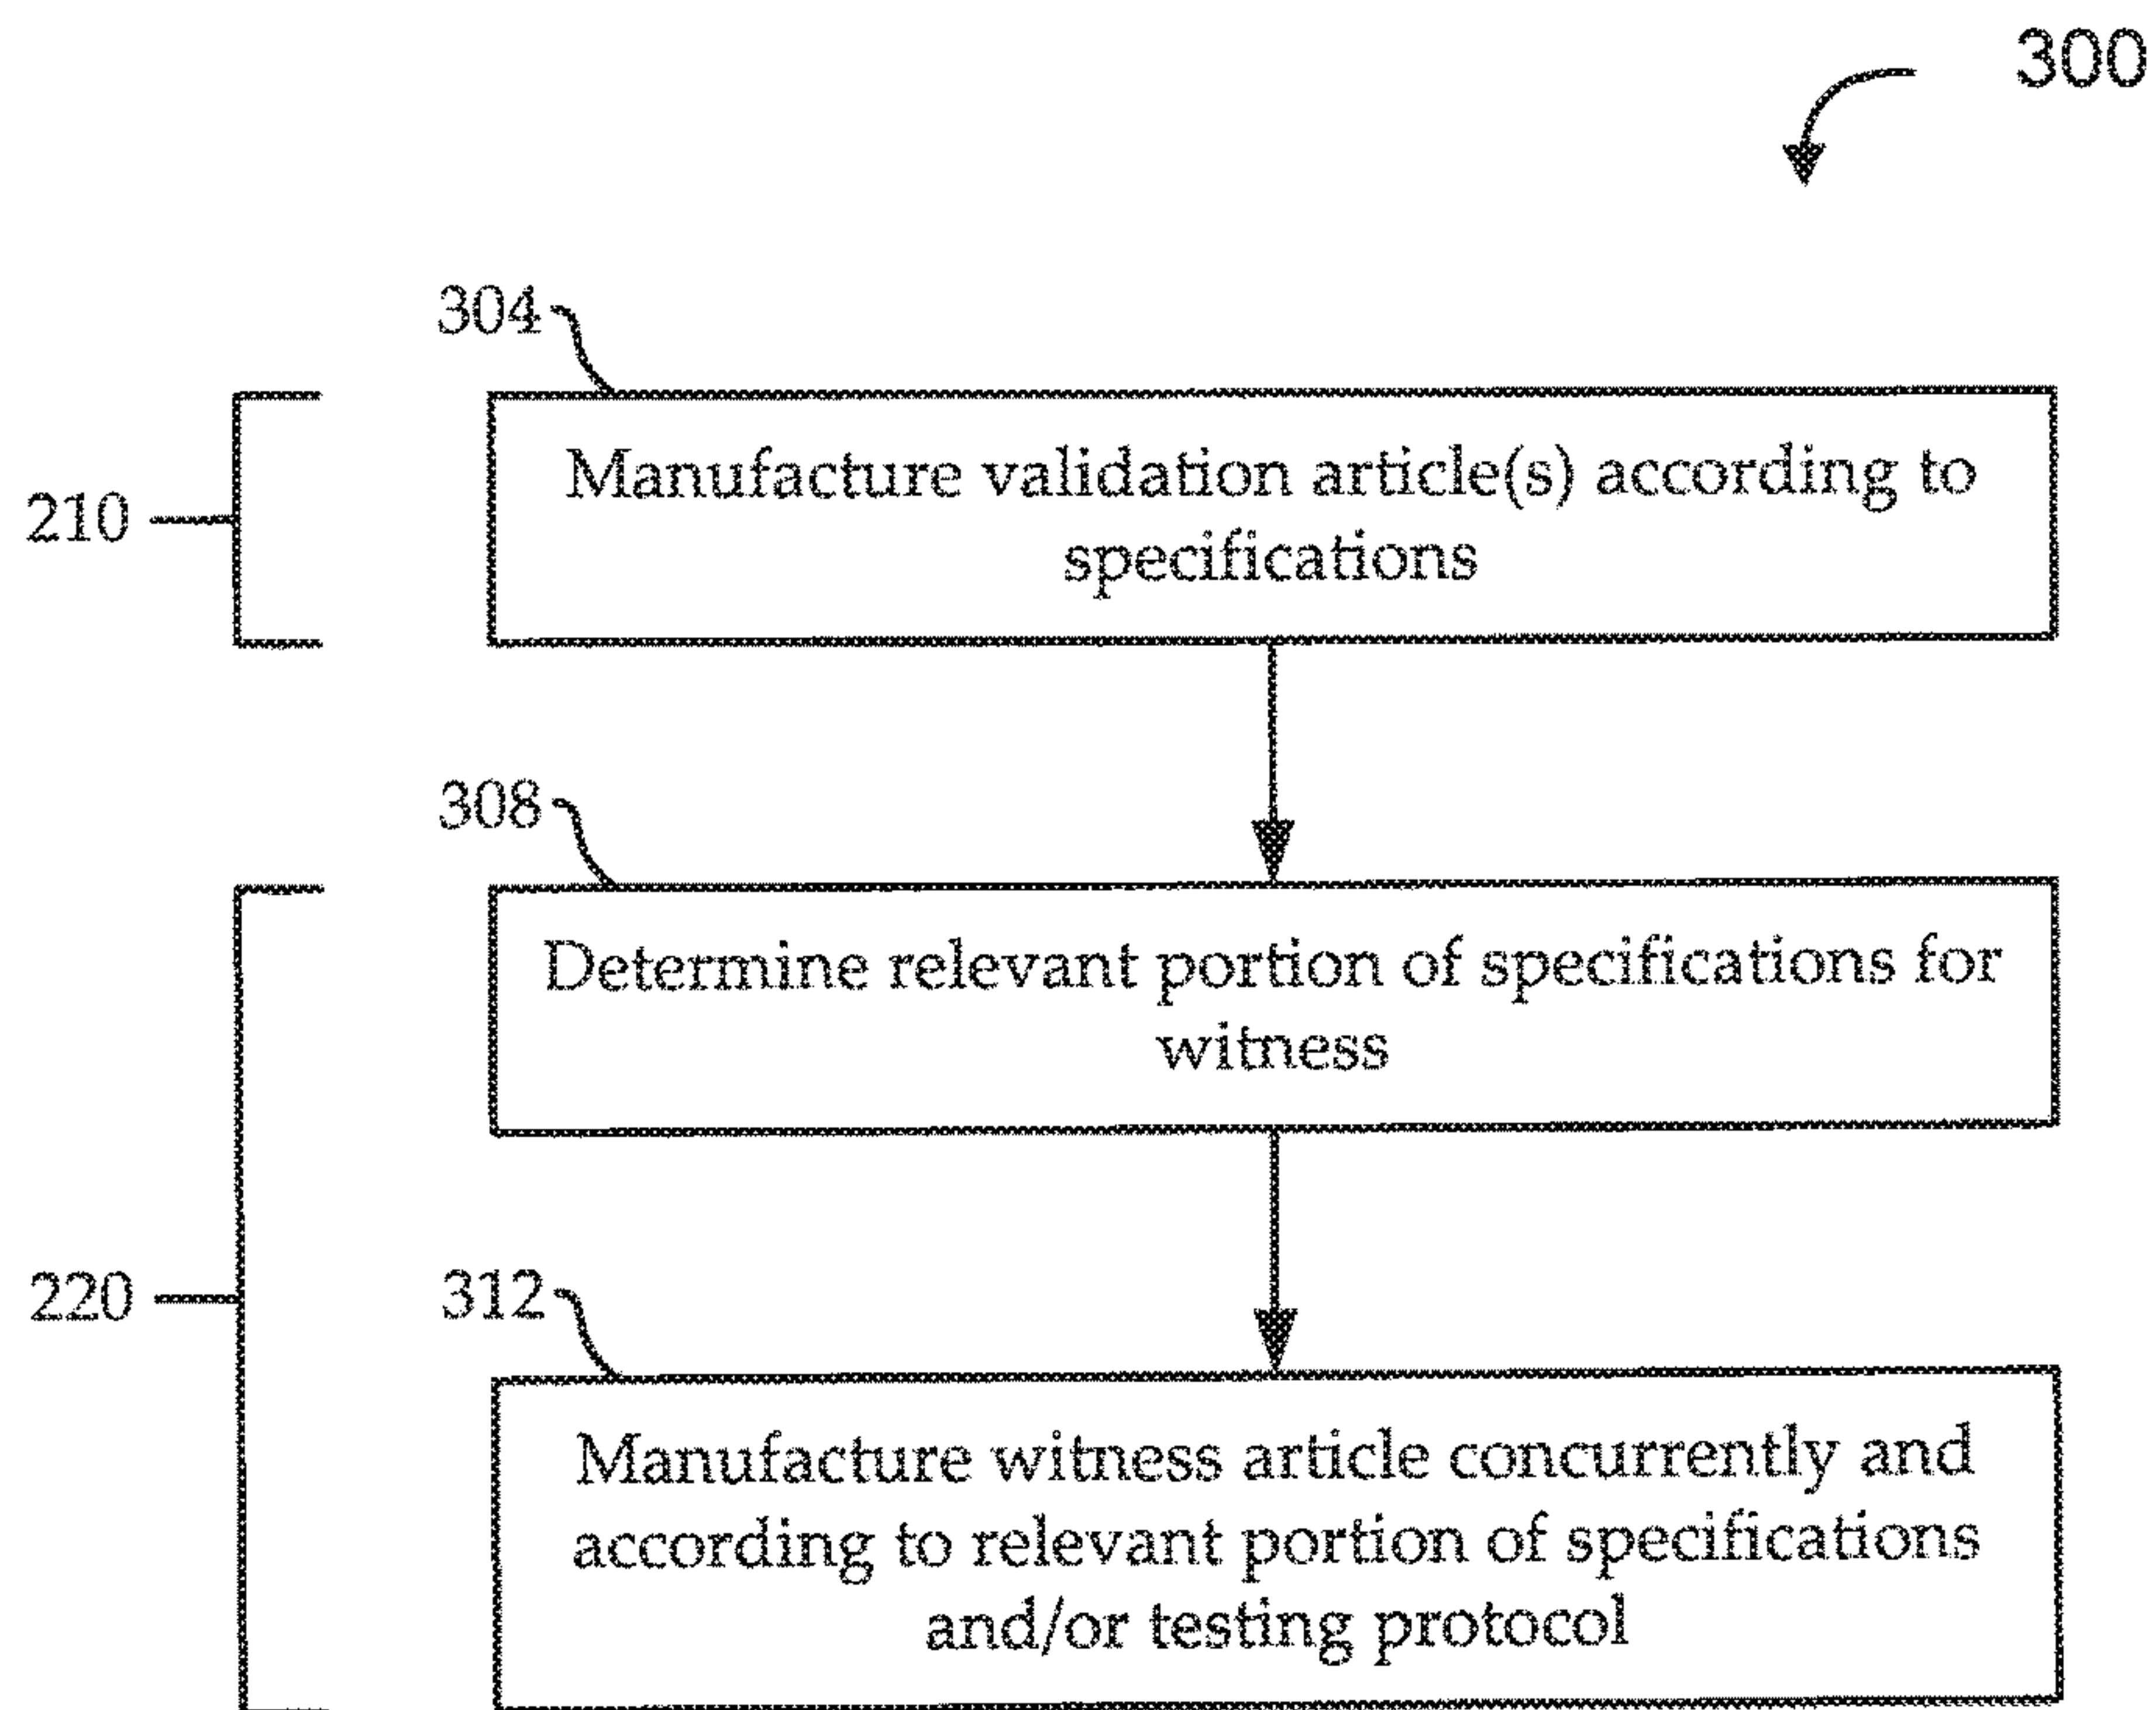 300
304
Manufacture validation article(s) according to
specifications
210
308
Determine relevant portion of specifications for
witness
220
312
Manufacture witness article concurrently and
according to relevant portion of specifications
and/or testing protocol